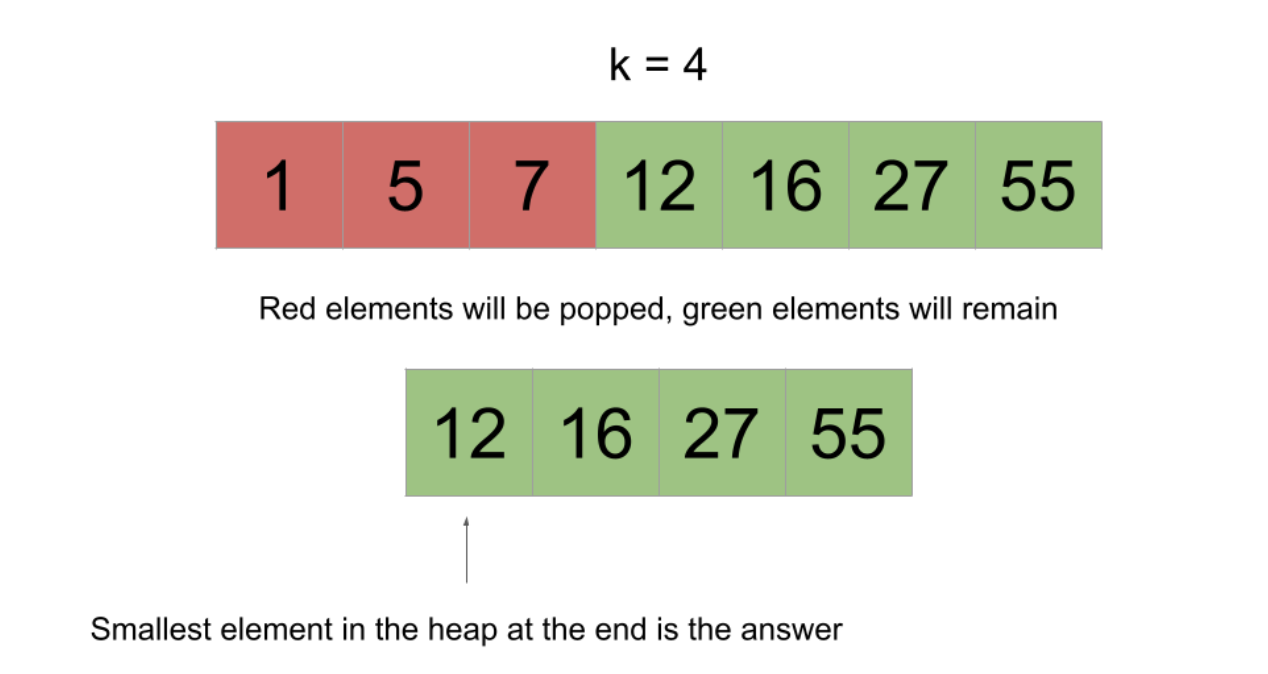 k = 4
1 5 7 12 16 27 55
Red elements will be popped, green elements will remain
12 16 27 55
Smallest element in the heap at the end is the answer